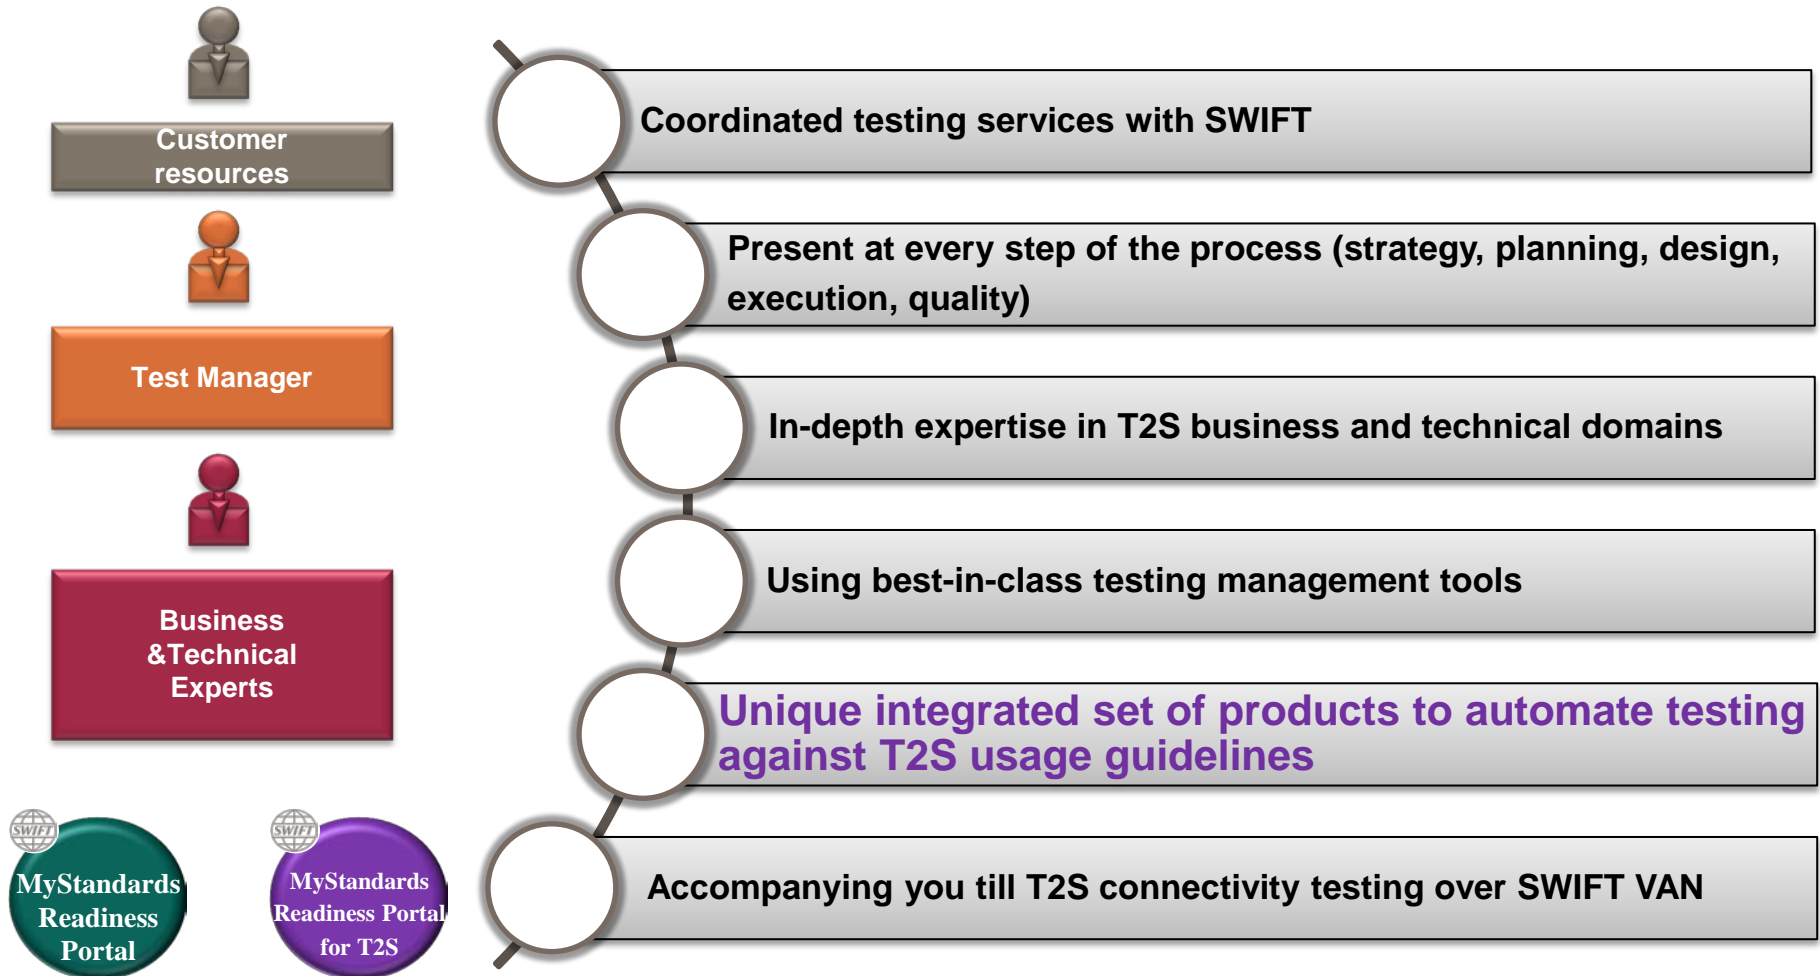 Customer
resources
Test Manager
Business
&Technical
Experts
SWIFT
MyStandards
Readiness
Portal
SWIFT
MyStandards
Readiness Portal
for T2S
Coordinated testing services with SWIFT
Present at every step of the process (strategy, planning, design,
execution, quality)
In-depth expertise in T2S business and technical domains
Using best-in-class testing management tools
Unique integrated set of products to automate testing
against T2S usage guidelines
Accompanying you till T2S connectivity testing over SWIFT VAN